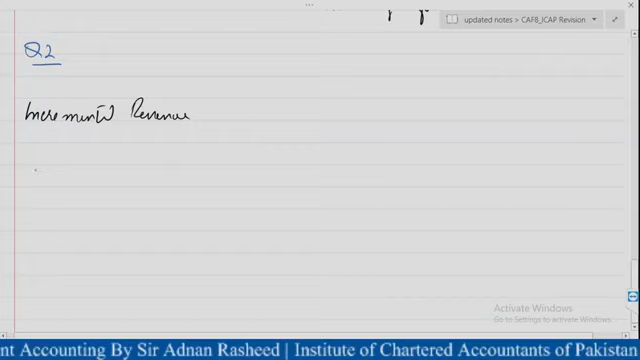 updated notes > CAF8_ICAP Revision
Q2
Incremental Revenue
Activate Windows
Go to Settings to activate Windows.
nt Accounting By Sir Adnan Rasheed | Institute of Chartered Accountants of Pakistan